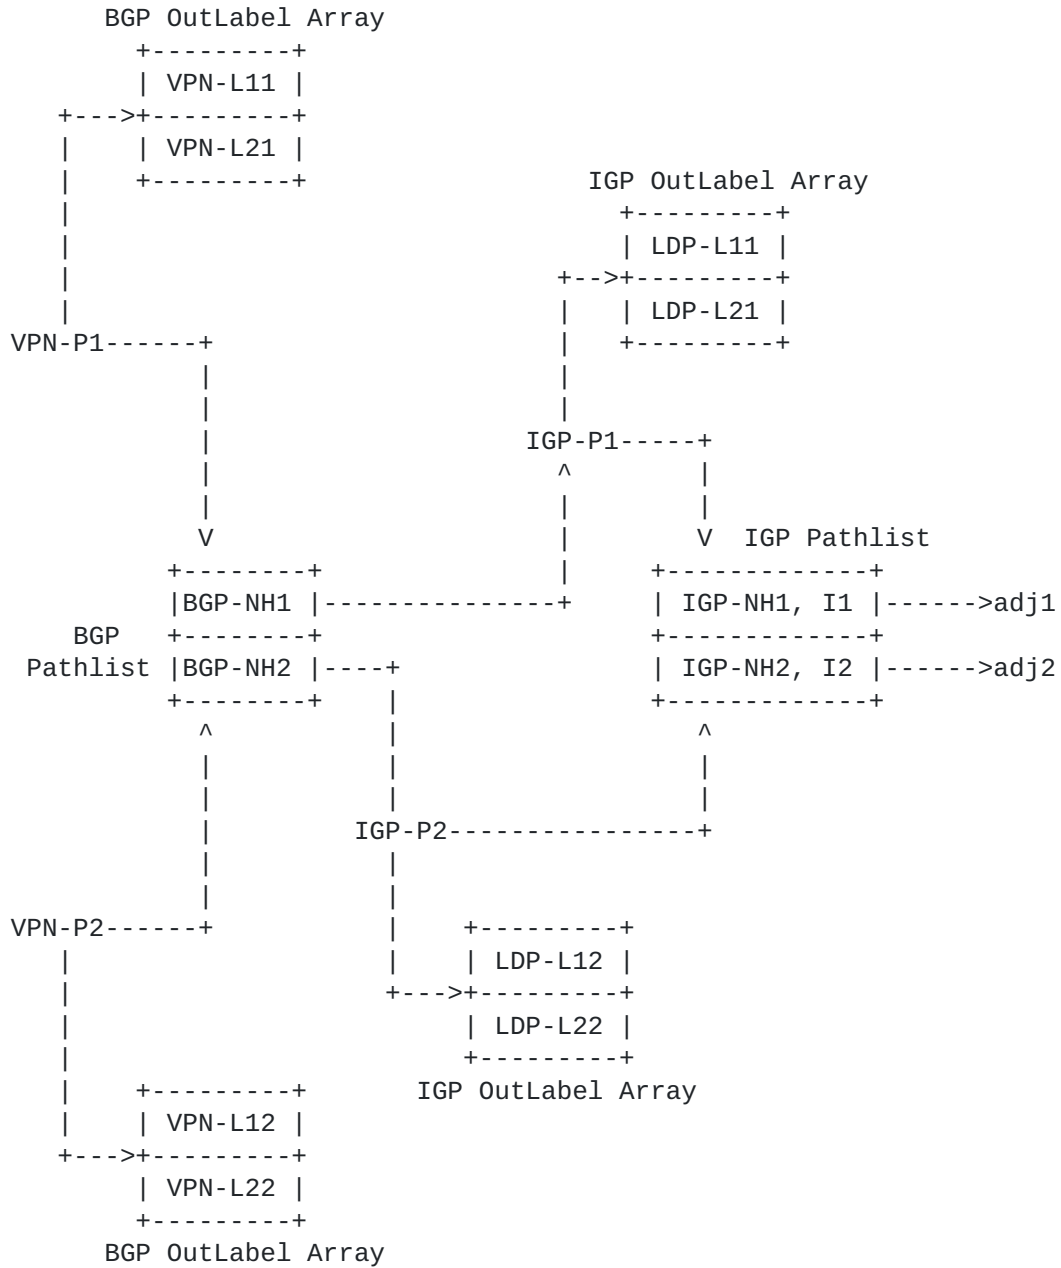 BGP OutLabel Array
        +---------+
        | VPN-L11 |
   +--->+---------+
   |    | VPN-L21 |
   |    +---------+                  IGP OutLabel Array
   |                                   +---------+
   |                                   | LDP-L11 |
   |                               +-->+---------+
   |                               |   | LDP-L21 |
VPN-P1------+                      |   +---------+
            |                      |
            |                      |
            |                    IGP-P1-----+
            |                      ^        |
            |                      |        |
            V                      |        V  IGP Pathlist
          +--------+               |     +-------------+
          |BGP-NH1 |---------------+     | IGP-NH1, I1 |------>adj1
    BGP   +--------+                     +-------------+
 Pathlist |BGP-NH2 |----+                | IGP-NH2, I2 |------>adj2
          +--------+    |                +-------------+
            ^           |                   ^
            |           |                   |
            |           |                   |
            |         IGP-P2----------------+
            |           |
            |           |
VPN-P2------+           |    +---------+
   |                    |    | LDP-L12 |
   |                    +--->+---------+
   |                         | LDP-L22 |
   |                         +---------+
   |    +---------+       IGP OutLabel Array
   |    | VPN-L12 |
   +--->+---------+
        | VPN-L22 |
        +---------+
      BGP OutLabel Array